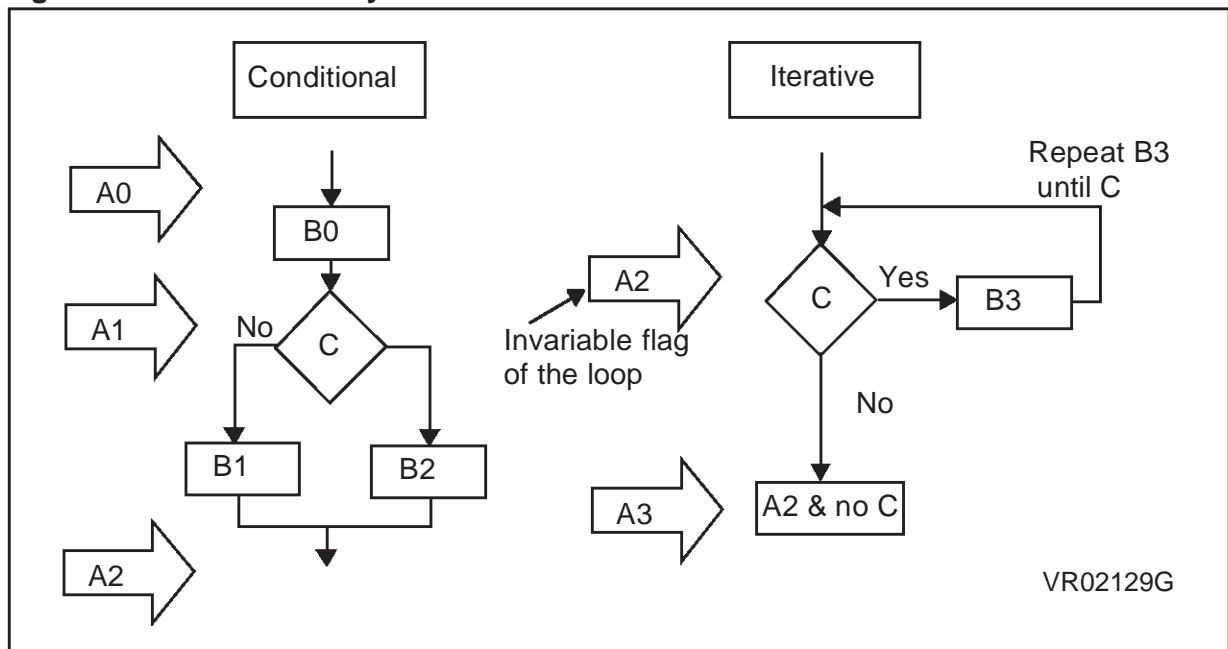 Conditional
A0
B0
A1
No
C
B1
B2
A2
Iterative
Repeat B3
until C
A2
Invariable flag
of the loop
C
Yes
B3
No
A3
A2 & no C
VR02129G